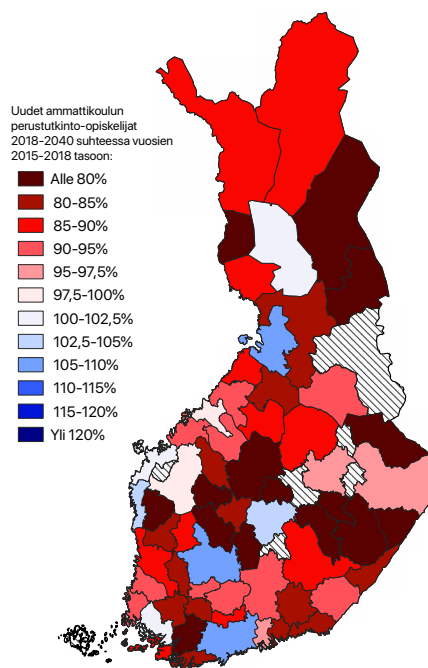 Uudet ammattikoulun
perustutkinto-opiskelijat
2018-2040 suhteessa vuosien
2015-2018 tasoon:
Alle 80%
80-85%
85-90%
90-95%
95-97,5%
97,5-100%
100-102,5%
102,5-105%
105-110%
110-115%
115-120%
Yli 120%